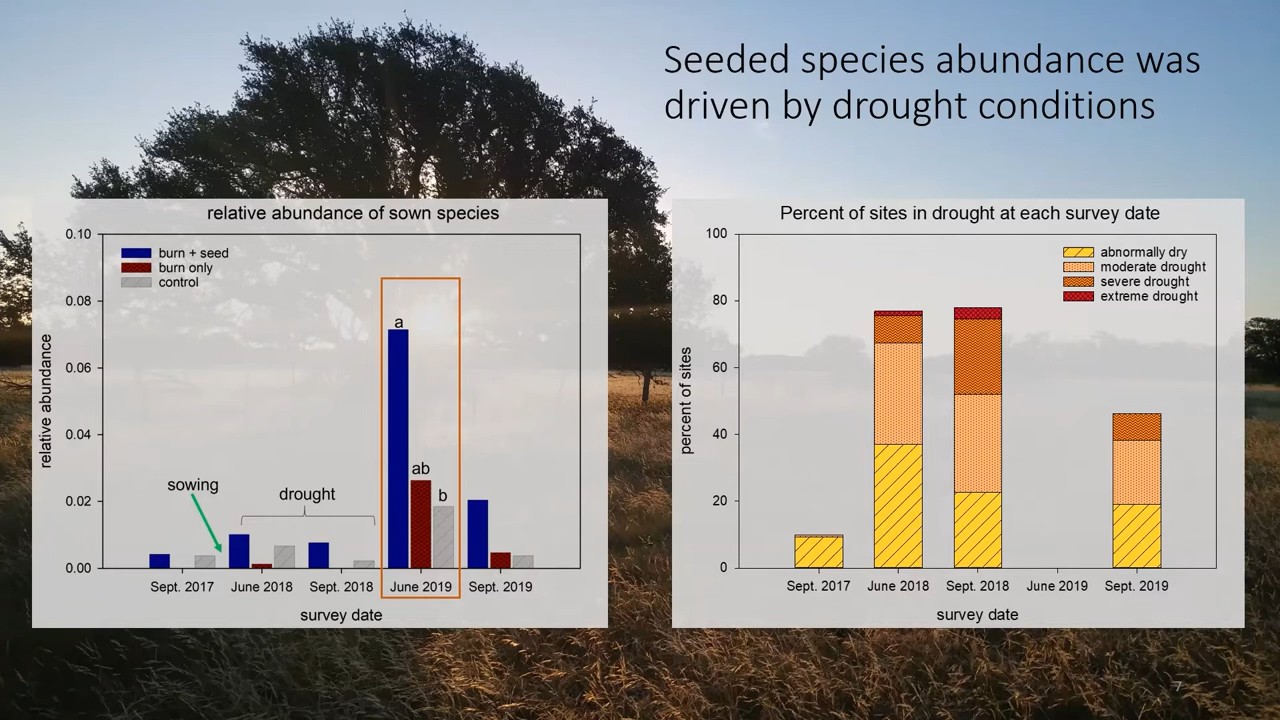 Seeded species abundance was
driven by drought conditions
relative abundance of sown species
0.10
0.08
0.06
0.04
0.02
0.00
relative abundance
burn + seed
burn only
control
sowing
drought
a
ab
b
Sept. 2017 June 2018 Sept. 2018 June 2019 Sept. 2019
survey date
Percent of sites in drought at each survey date
100
80
60
40
20
0
percent of sites
abnormally dry
moderate drought
severe drought
extreme drought
Sept. 2017 June 2018 Sept. 2018 June 2019 Sept. 2019
survey date